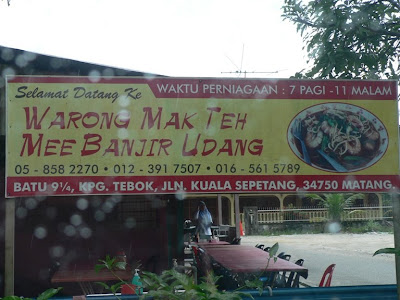 Selamat Datang Ke
WAKTU PERNIAGAAN : 7 PAGI -11 MALAM
WARONG MAK TEH
MEE BANJIR UDANG
05 - 858 2270 • 012 - 391 7507 • 016 - 561 5789
BATU 9¼, KPG. TEBOK, JLN. KUALA SEPETANG, 34750 MATANG.